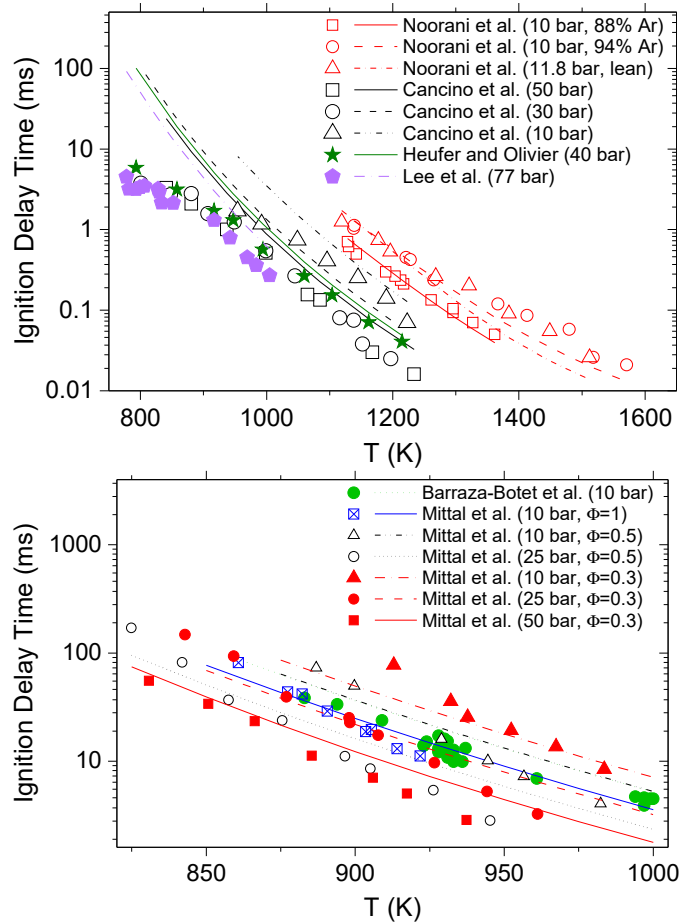 Noorani et al. (10 bar, 88% Ar)
Noorani et al. (10 bar, 94% Ar)
Noorani et al. (11.8 bar, lean)
Cancino et al. (50 bar)
Cancino et al. (30 bar)
Cancino et al. (10 bar)
Heufer and Olivier (40 bar)
Lee et al. (77 bar)
Ignition Delay Time (ms)
100
10
1
0.1
0.01
800
1000
1200
1400
1600
T (K)
Barraza-Botet et al. (10 bar)
Mittal et al. (10 bar, Φ=1)
Mittal et al. (10 bar, Φ=0.5)
Mittal et al. (25 bar, Φ=0.5)
Mittal et al. (10 bar, Φ=0.3)
Mittal et al. (25 bar, Φ=0.3)
Mittal et al. (50 bar, Φ=0.3)
Ignition Delay Time (ms)
1000
100
10
850
900
950
1000
T (K)